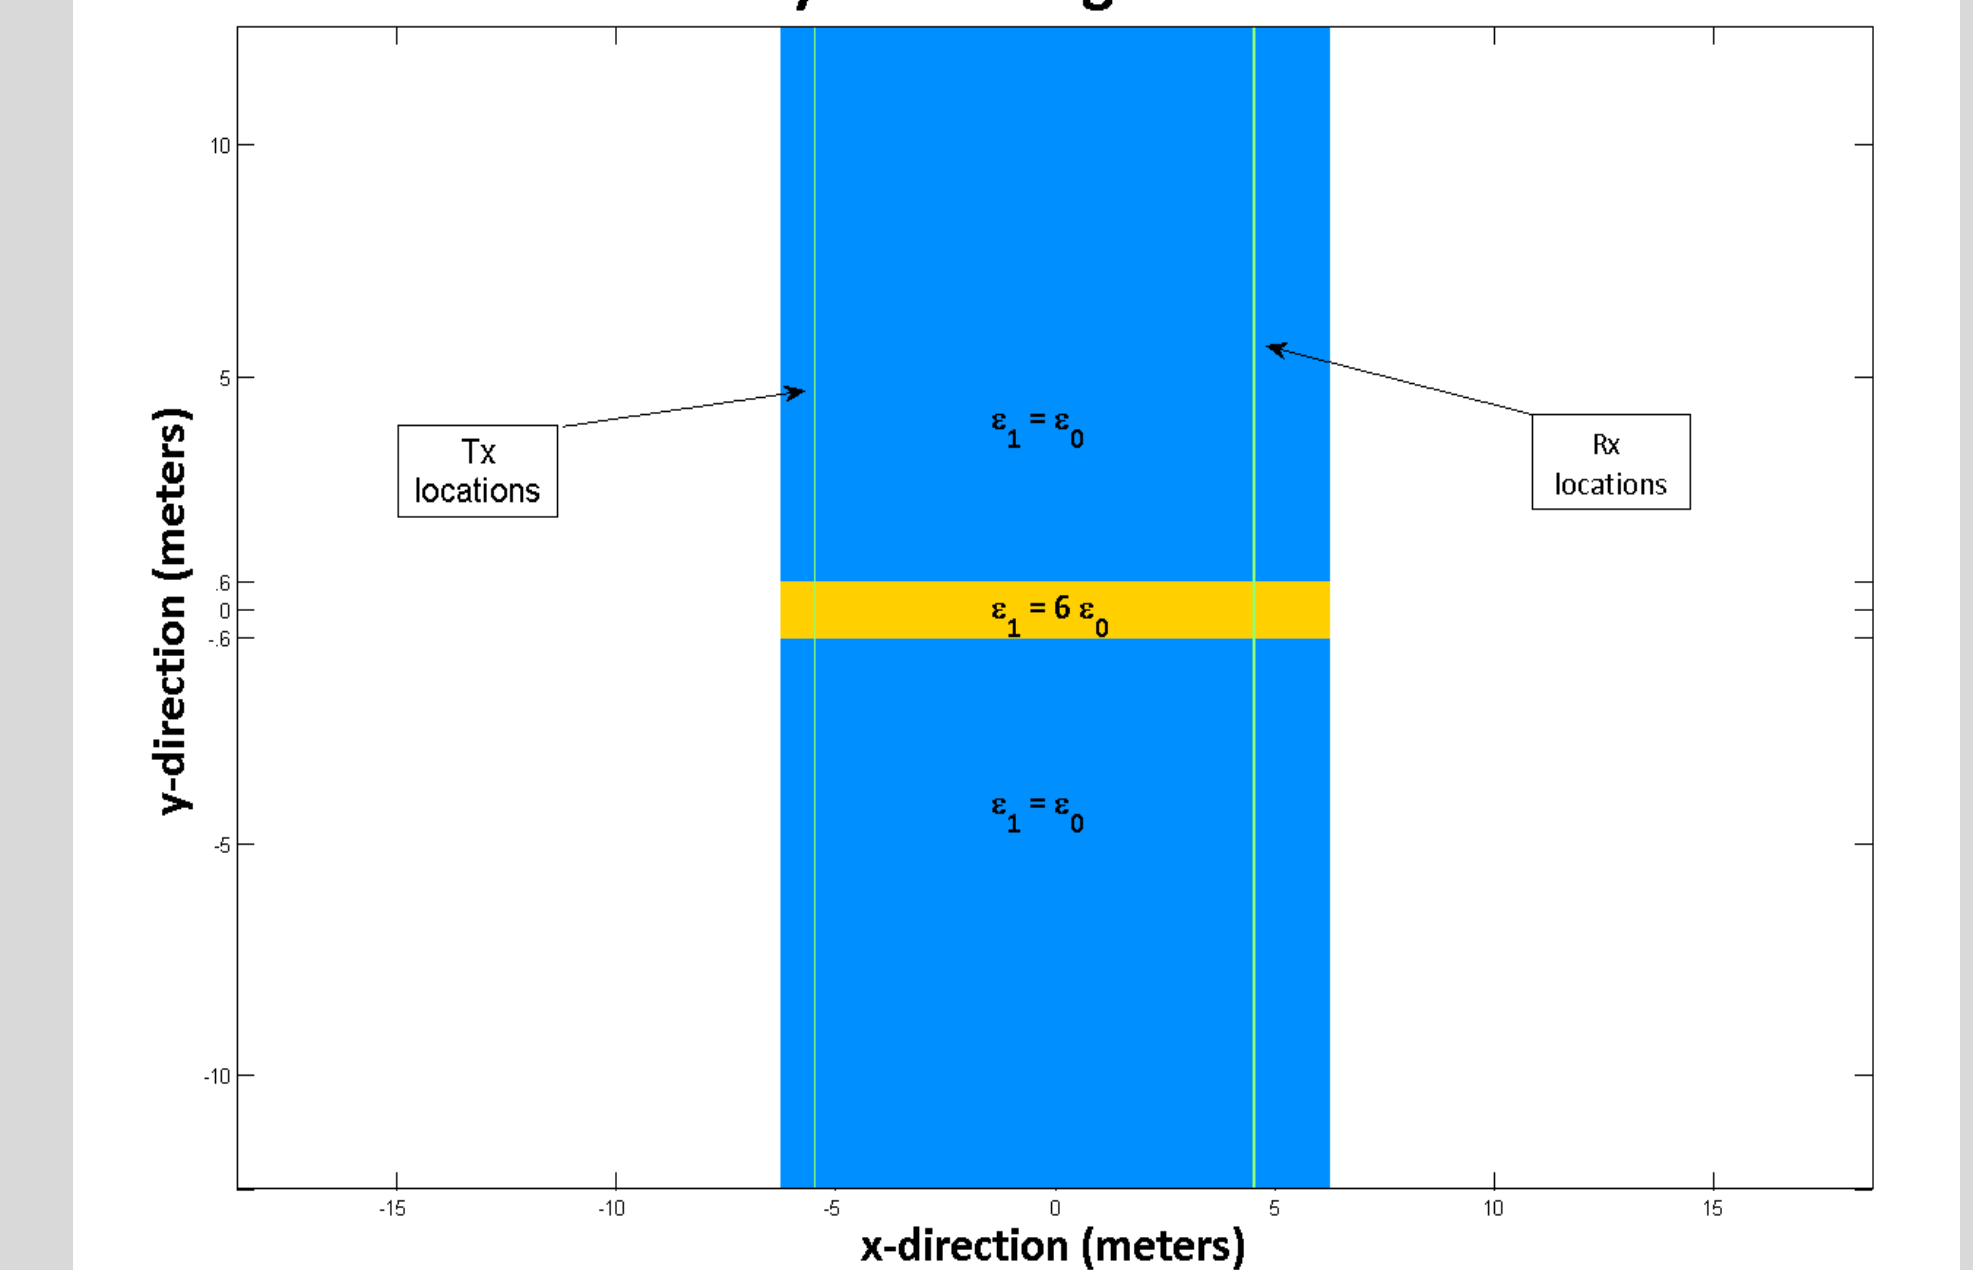 10
5
.6
0
-.6
-5
-10
y-direction (meters)
Tx
locations
Rx
locations
ε1 = ε0
ε1 = 6 ε0
ε1 = ε0
-15
-10
-5
0
5
10
15
x-direction (meters)